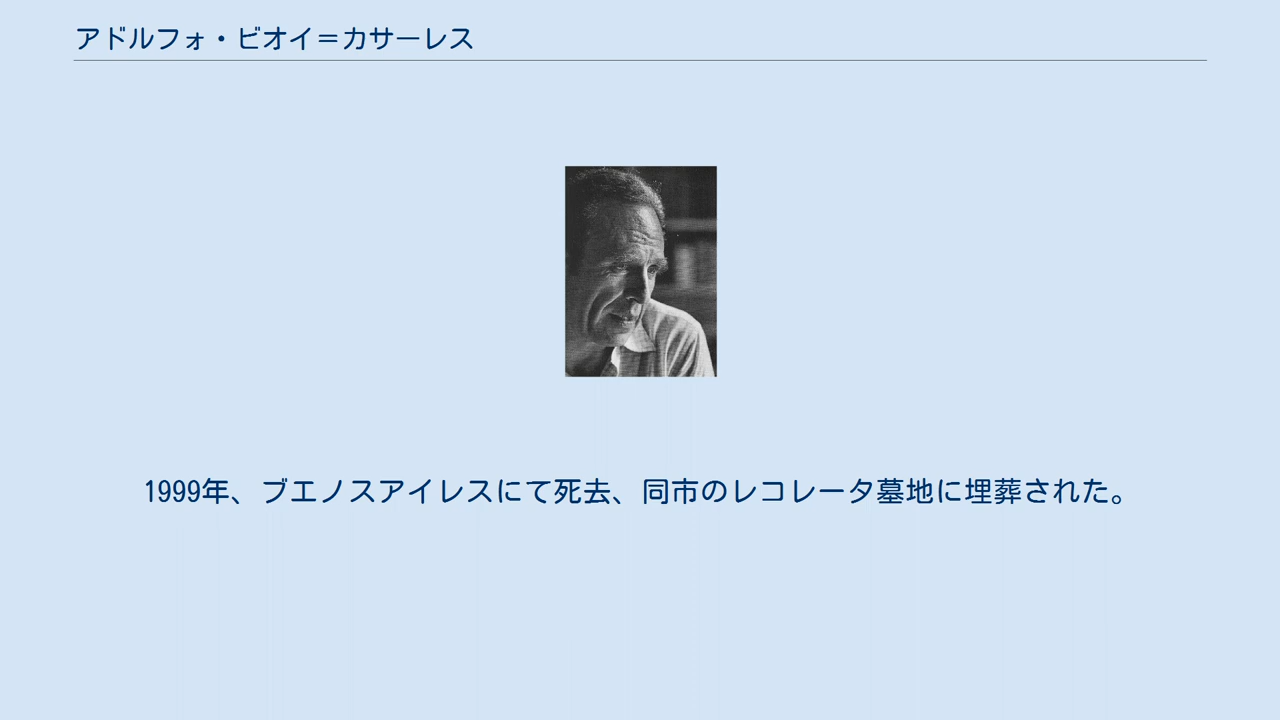 アドルフォ・ビオイ＝カサーレス
1999年、ブエノスアイレスにて死去、同市のレコレータ墓地に埋葬された。